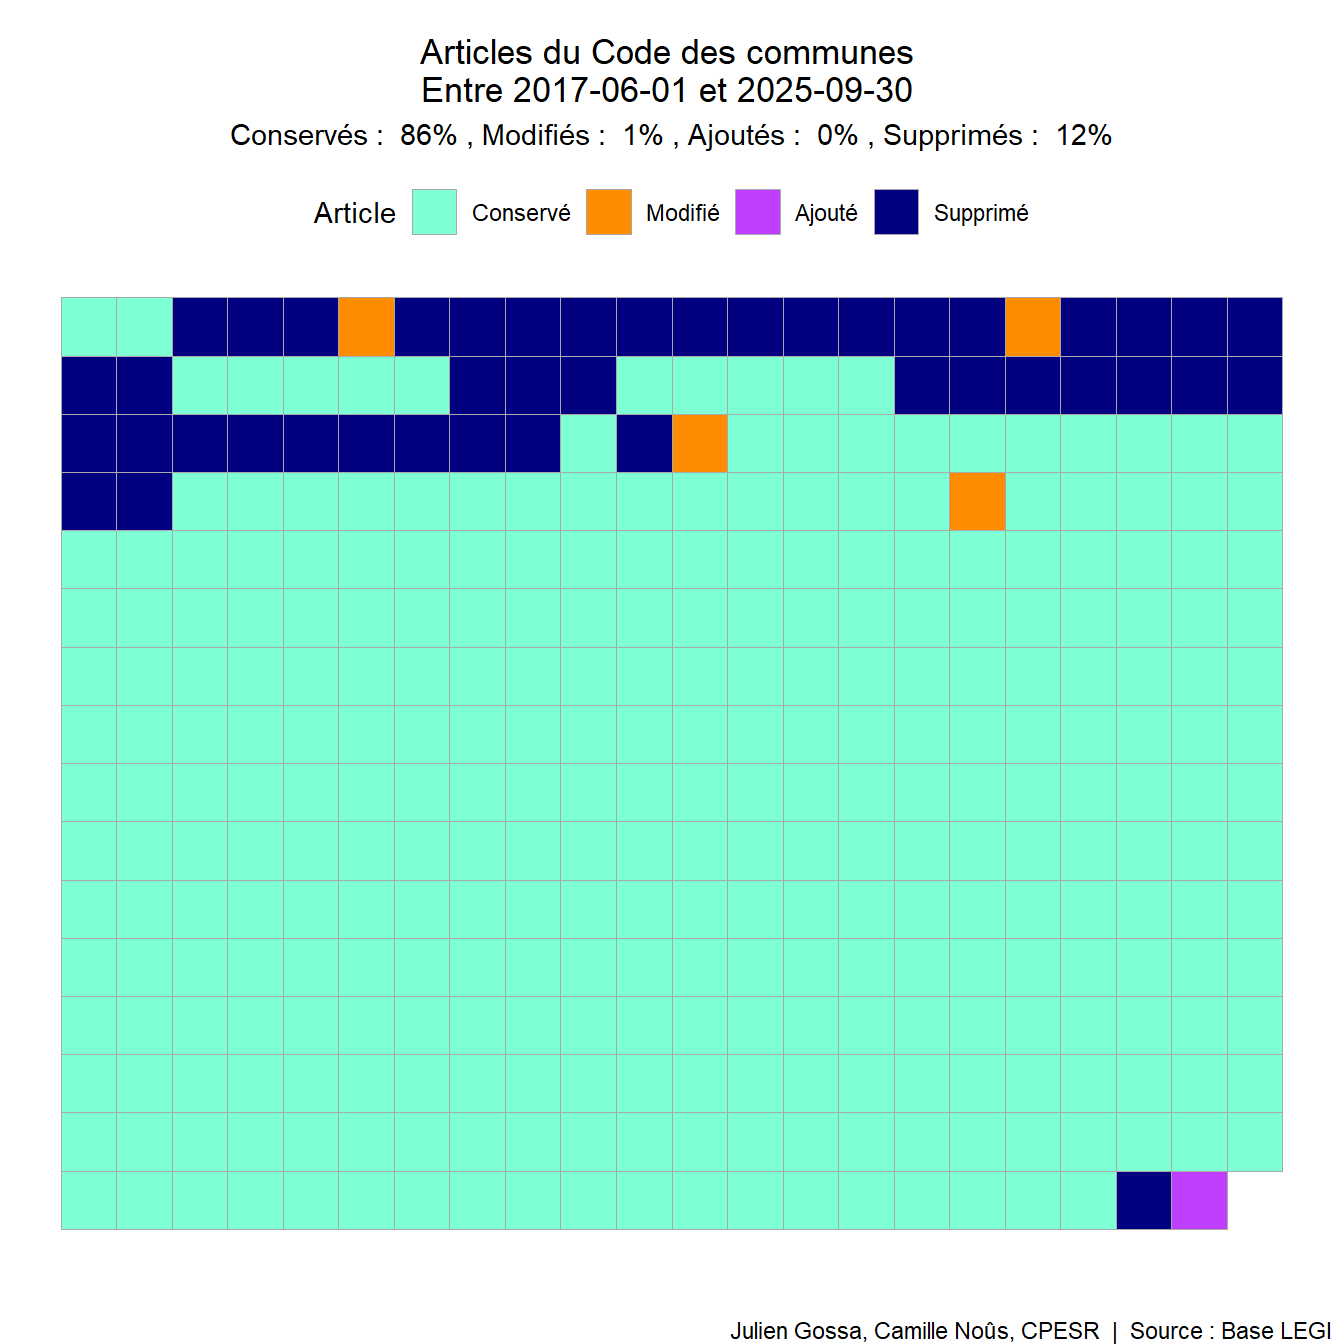 Articles du Code des communes
Entre 2017-06-01 et 2025-09-30
Conservés :  86% , Modifiés :  1% , Ajoutés :  0% , Supprimés :  12%
Article Conservé Modifié Ajouté Supprimé
Julien Gossa, Camille Noûs, CPESR | Source : Base LEGI